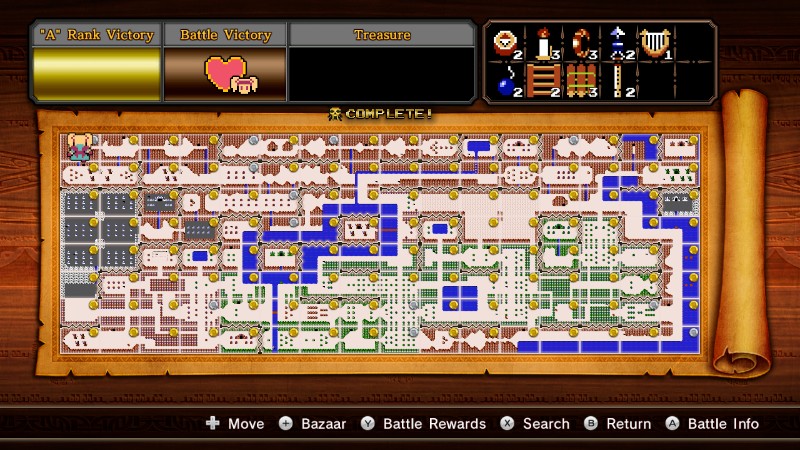 "A" Rank Victory
Battle Victory
Treasure
2 3 3 2 1
2 2 3 2
COMPLETE!
Move
+ Bazaar
Y Battle Rewards
X Search
B Return
A Battle Info